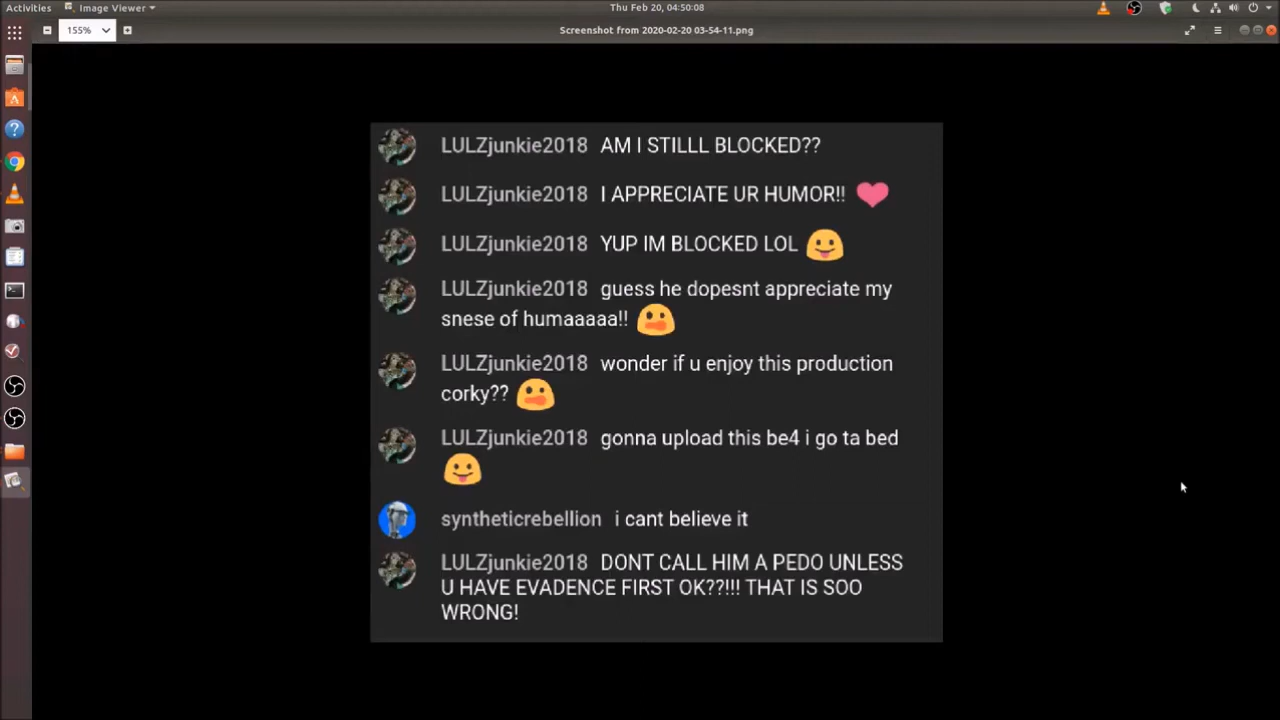 Activities Image Viewer Thu Feb 20, 04:50:08
155% Screenshot from 2020-02-20 03-54-11.png
LULZjunkie2018 AM I STILLL BLOCKED??
LULZjunkie2018 I APPRECIATE UR HUMOR!!
LULZjunkie2018 YUP IM BLOCKED LOL
LULZjunkie2018 guess he dopesnt appreciate my
snese of humaaaaa!!
LULZjunkie2018 wonder if u enjoy this production
corky??
LULZjunkie2018 gonna upload this be4 i go ta bed
syntheticrebellion i cant believe it
LULZjunkie2018 DONT CALL HIM A PEDO UNLESS
U HAVE EVADENCE FIRST OK??!!! THAT IS SOO
WRONG!